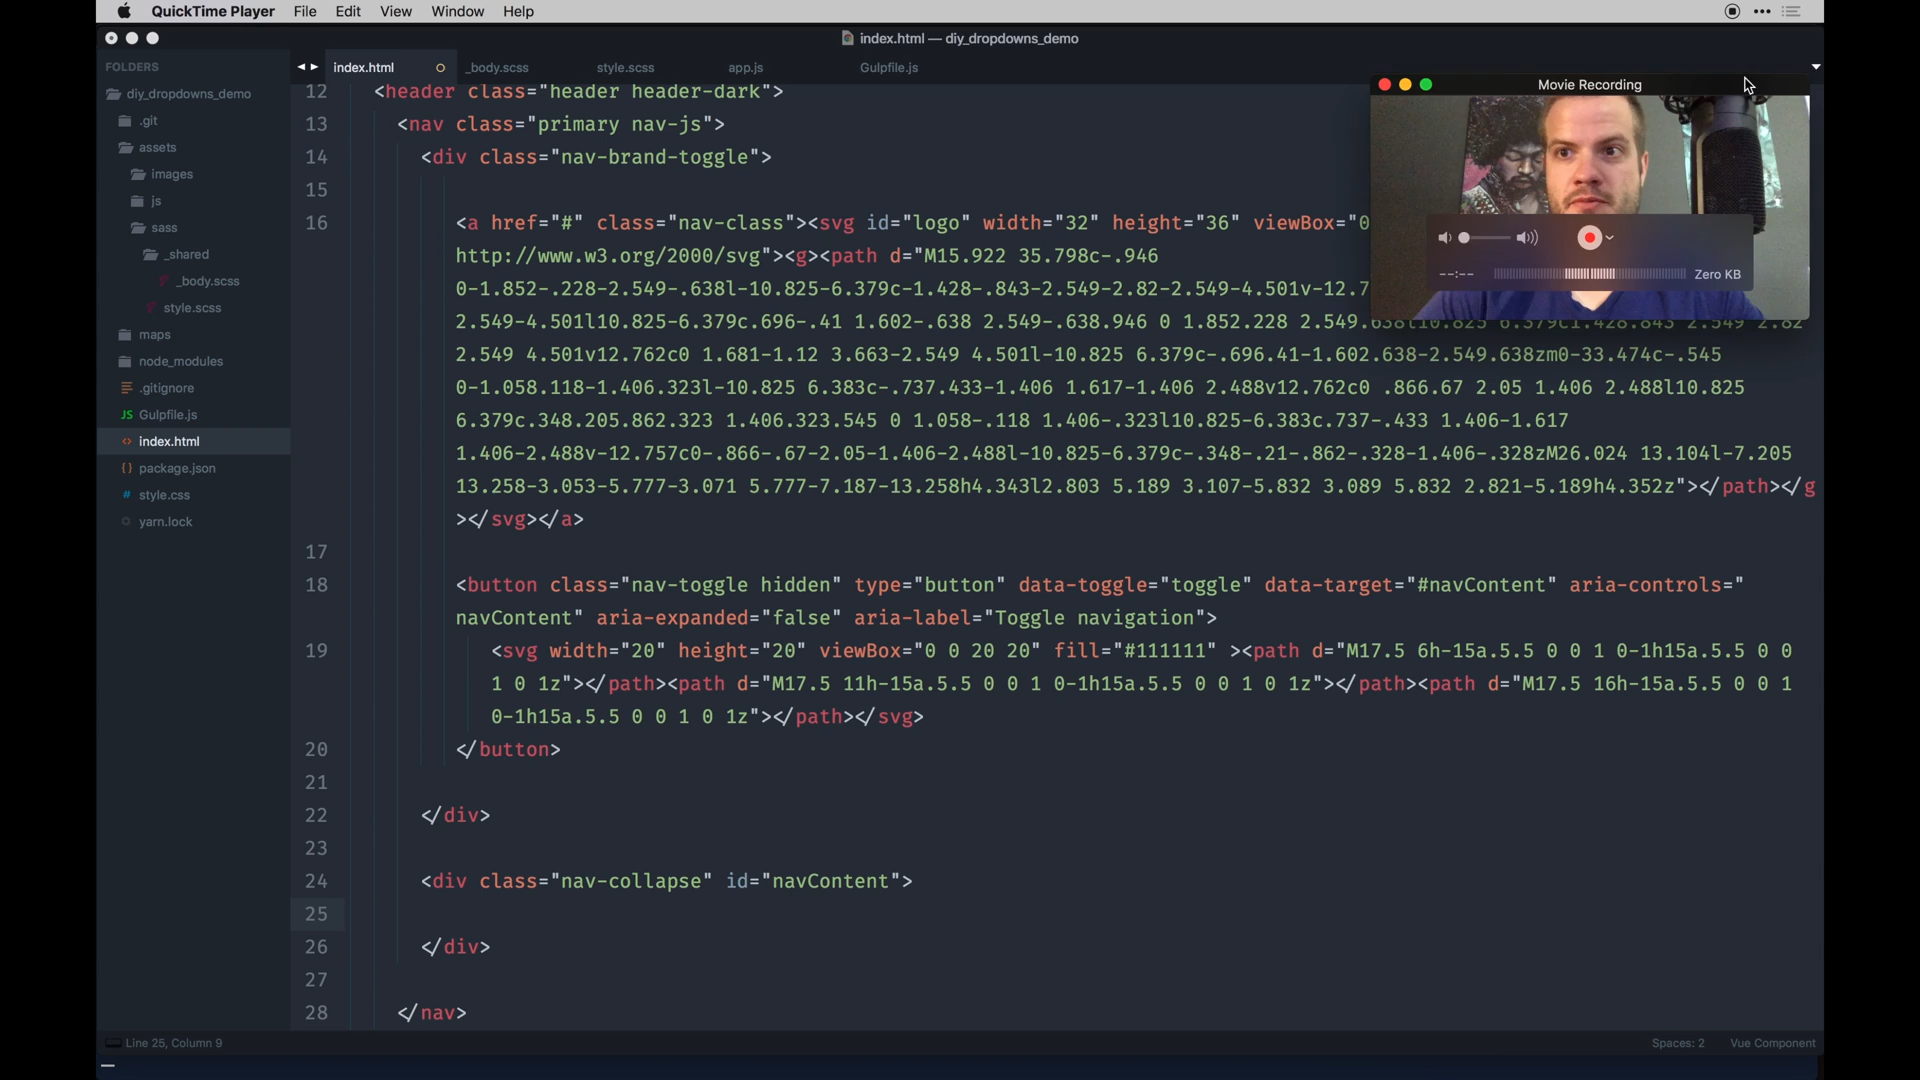 QuickTime Player File Edit View Window Help
index.html — diy_dropdowns_demo
FOLDERS
diy_dropdowns_demo
.git
assets
images
js
sass
_shared
_body.scss
style.scss
maps
node_modules
.gitignore
JS Gulpfile.js
<> index.html
{} package.json
# style.css
yarn.lock
index.html _body.scss style.scss app.js Gulpfile.js
12 <header class="header header-dark">
13 <nav class="primary nav-js">
14 <div class="nav-brand-toggle">
15
16 <a href="#" class="nav-class"><svg id="logo" width="32" height="36" viewBox="0
http://www.w3.org/2000/svg"><g><path d="M15.922 35.798c-.946
0-1.852-.228-2.549-.638l-10.825-6.379c-1.428-.843-2.549-2.82-2.549-4.501v-12.7
2.549-4.501l10.825-6.379c.696-.41 1.602-.638 2.549-.638.946 0 1.852.228 2.549.638l10.825 6.379c1.428.843 2.549 2.82
2.549 4.501v12.762c0 1.681-1.12 3.663-2.549 4.501l-10.825 6.379c-.696.41-1.602.638-2.549.638zm0-33.474c-.545
0-1.058.118-1.406.323l-10.825 6.383c-.737.433-1.406 1.617-1.406 2.488v12.762c0 .866.67 2.05 1.406 2.488l10.825
6.379c.348.205.862.323 1.406.323.545 0 1.058-.118 1.406-.323l10.825-6.383c.737-.433 1.406-1.617
1.406-2.488v-12.757c0-.866-.67-2.05-1.406-2.488l-10.825-6.379c-.348-.21-.862-.328-1.406-.328zM26.024 13.104l-7.205
13.258-3.053-5.777-3.071 5.777-7.187-13.258h4.343l2.803 5.189 3.107-5.832 3.089 5.832 2.821-5.189h4.352z"></path></g
></svg></a>
17
18 <button class="nav-toggle hidden" type="button" data-toggle="toggle" data-target="#navContent" aria-controls="
navContent" aria-expanded="false" aria-label="Toggle navigation">
19 <svg width="20" height="20" viewBox="0 0 20 20" fill="#111111" ><path d="M17.5 6h-15a.5.5 0 0 1 0-1h15a.5.5 0 0
1 0 1z"></path><path d="M17.5 11h-15a.5.5 0 0 1 0-1h15a.5.5 0 0 1 0 1z"></path><path d="M17.5 16h-15a.5.5 0 0 1
0-1h15a.5.5 0 0 1 0 1z"></path></svg>
20 </button>
21
22 </div>
23
24 <div class="nav-collapse" id="navContent">
25
26 </div>
27
28 </nav>
Movie Recording
--:-- Zero KB
Line 25, Column 9 Spaces: 2 Vue Component